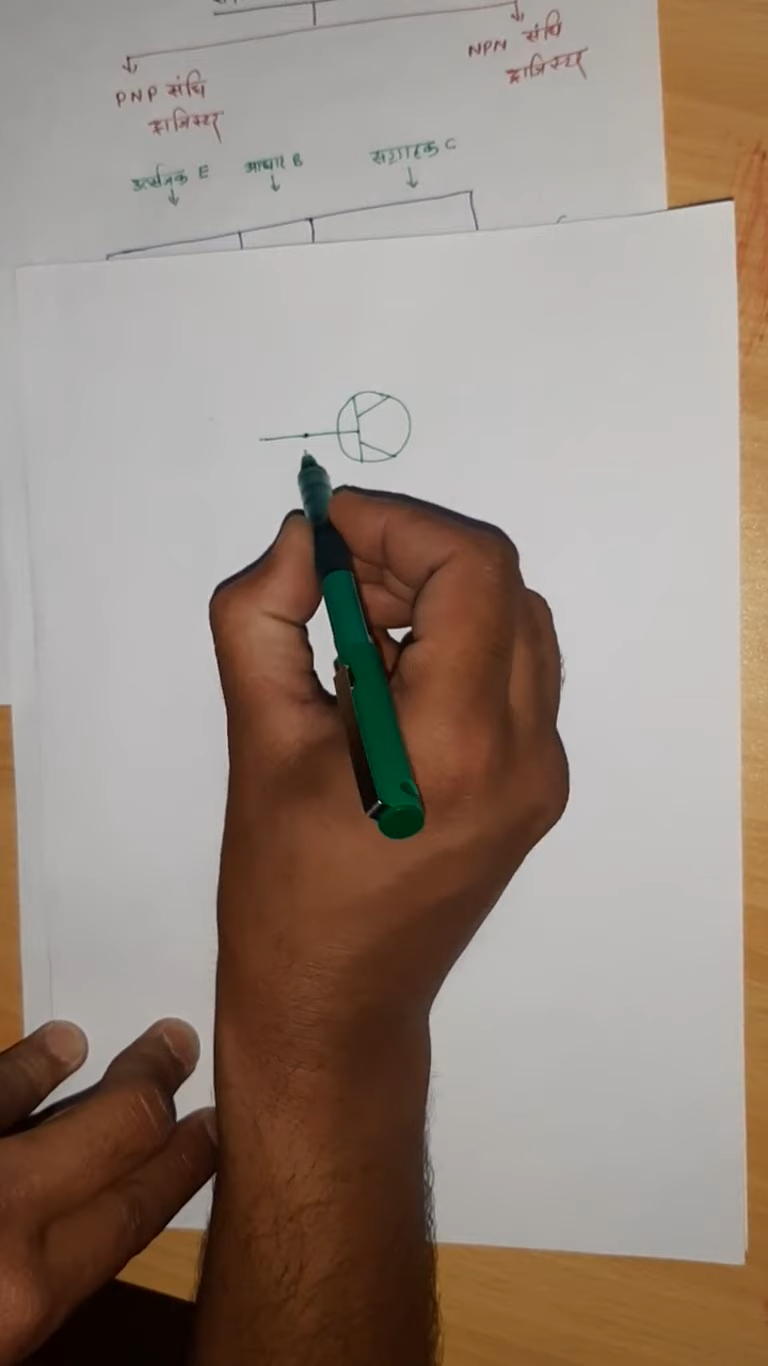 PNP संधि
ट्रांजिस्टर
NPN संधि
ट्रांजिस्टर
उत्सर्जक E
आधार B
संग्राहक C